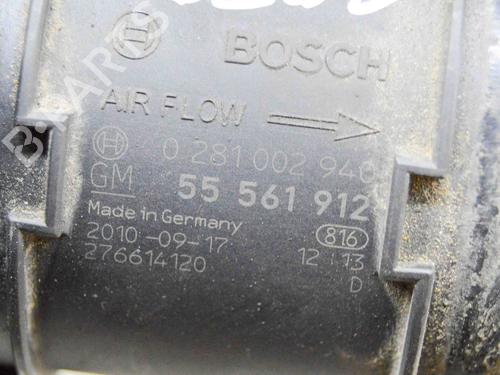 BOSCH
AIR FLOW
0 281 002 940
GM 55 561 912
Made in Germany
2010-09-17 816
276614120 12 13
D
B-PARTS